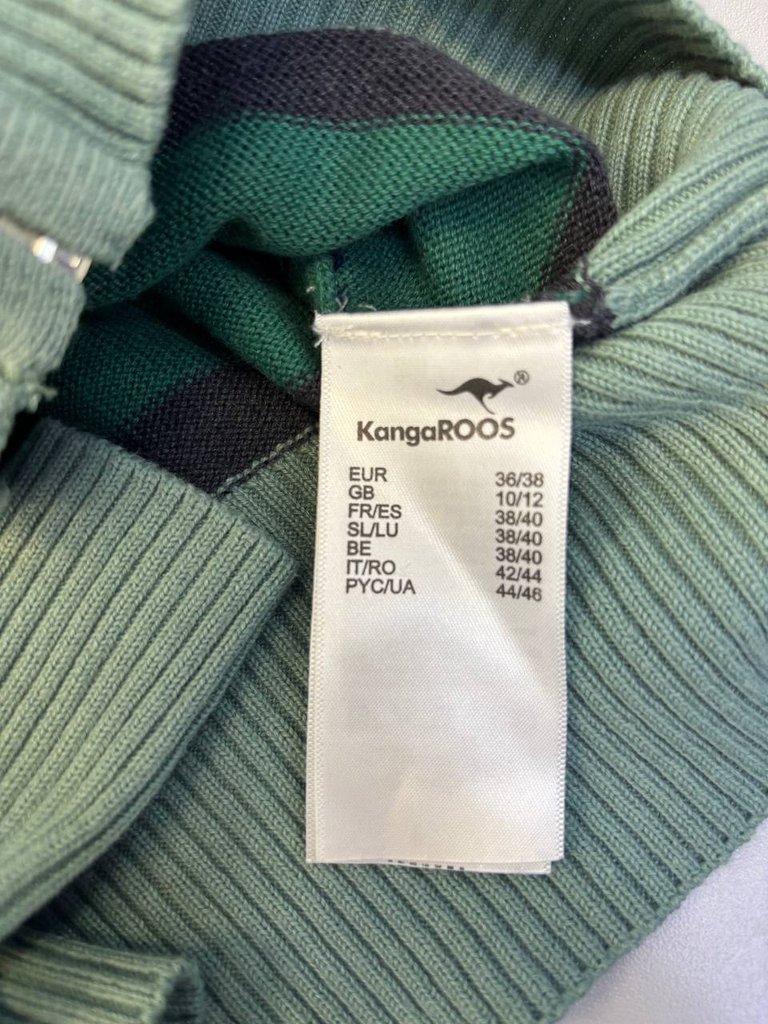 ®
KangaROOS
EUR 36/38
GB 10/12
FR/ES 38/40
SL/LU 38/40
BE 38/40
IT/RO 42/44
PYC/UA 44/46